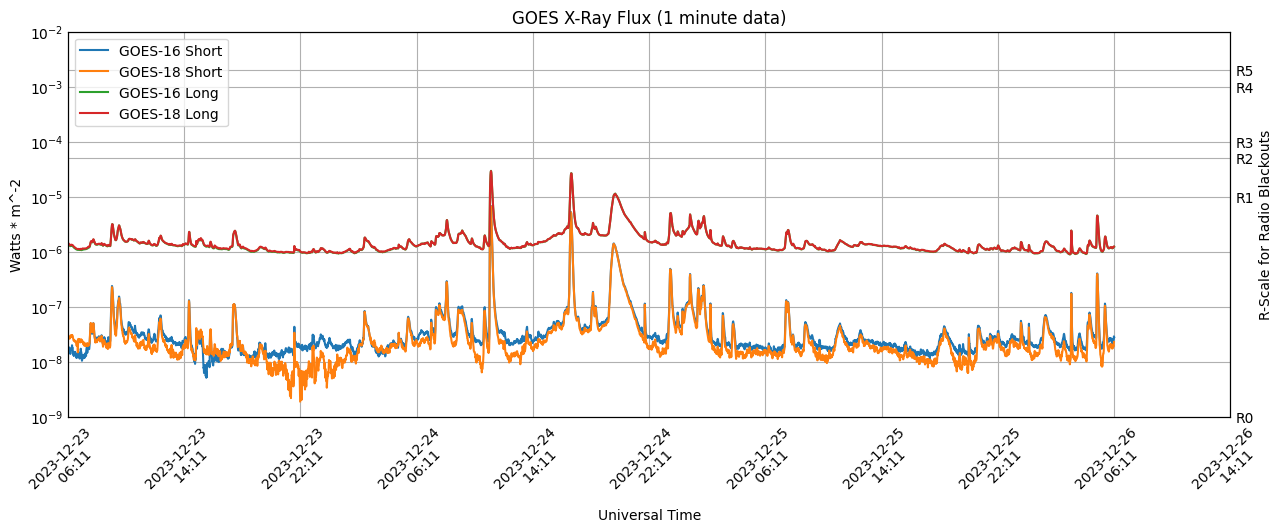 GOES X-Ray Flux (1 minute data)
GOES-16 Short
GOES-18 Short
GOES-16 Long
GOES-18 Long
10^-2
10^-3
10^-4
10^-5
10^-6
10^-7
10^-8
10^-9
Watts * m^-2
R5
R4
R3
R2
R1
R0
R-Scale for Radio Blackouts
2023-12-23
06:11
2023-12-23
14:11
2023-12-23
22:11
2023-12-24
06:11
2023-12-24
14:11
2023-12-24
22:11
2023-12-25
06:11
2023-12-25
14:11
2023-12-25
22:11
2023-12-26
06:11
2023-12-26
14:11
Universal Time